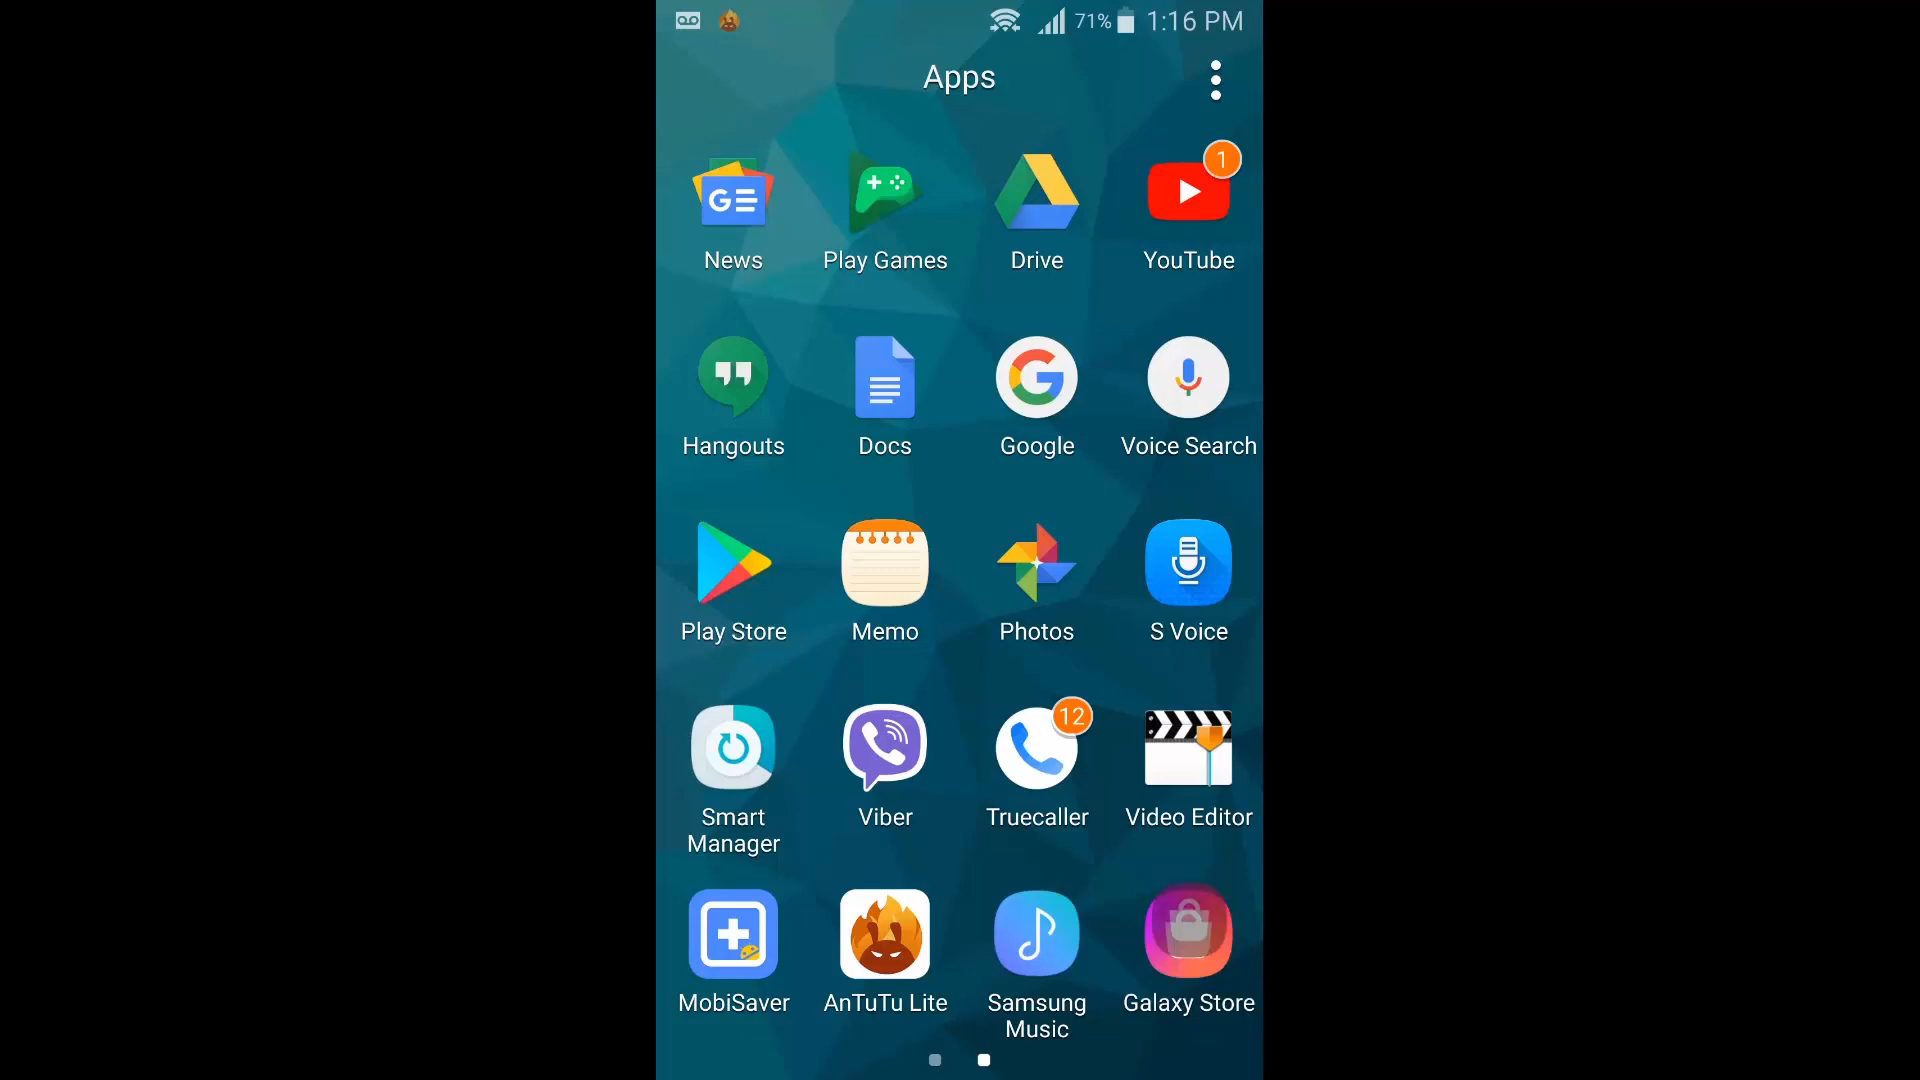 71% 1:16 PM
Apps
1
News Play Games Drive YouTube
Hangouts Docs Google Voice Search
Play Store Memo Photos S Voice
12
Smart Manager Viber Truecaller Video Editor
MobiSaver AnTuTu Lite Samsung Music Galaxy Store